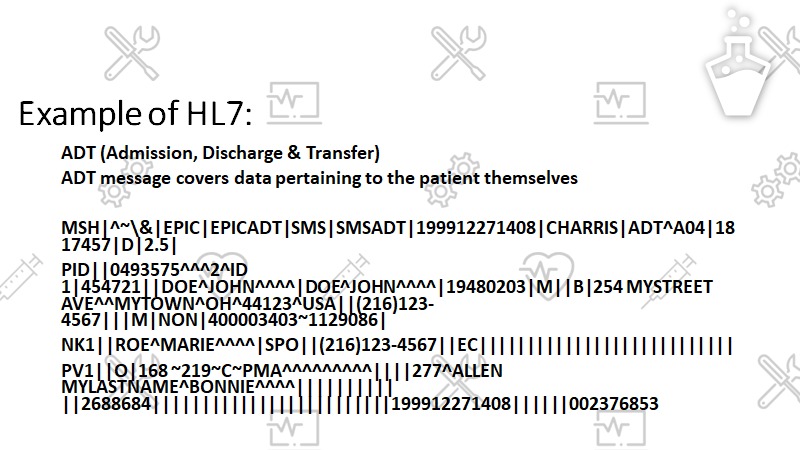 Example of HL7:
ADT (Admission, Discharge & Transfer)
ADT message covers data pertaining to the patient themselves
MSH|^~\&|EPIC|EPICADT|SMS|SMSADT|199912271408|CHARRIS|ADT^A04|18
17457|D|2.5|
PID||0493575^^^2^ID
1|454721||DOE^JOHN^^^^|DOE^JOHN^^^^|19480203|M||B|254 MYSTREET
AVE^^MYTOWN^OH^44123^USA||(216)123-
4567|||M|NON|400003403~1129086|
NK1||ROE^MARIE^^^^|SPO||(216)123-4567||EC|||||||||||||||||||||||||||
PV1||O|168 ~219~C~PMA^^^^^^^^^||||277^ALLEN
MYLASTNAME^BONNIE^^^^||||||||||
||2688684|||||||||||||||||||||||||199912271408||||||002376853